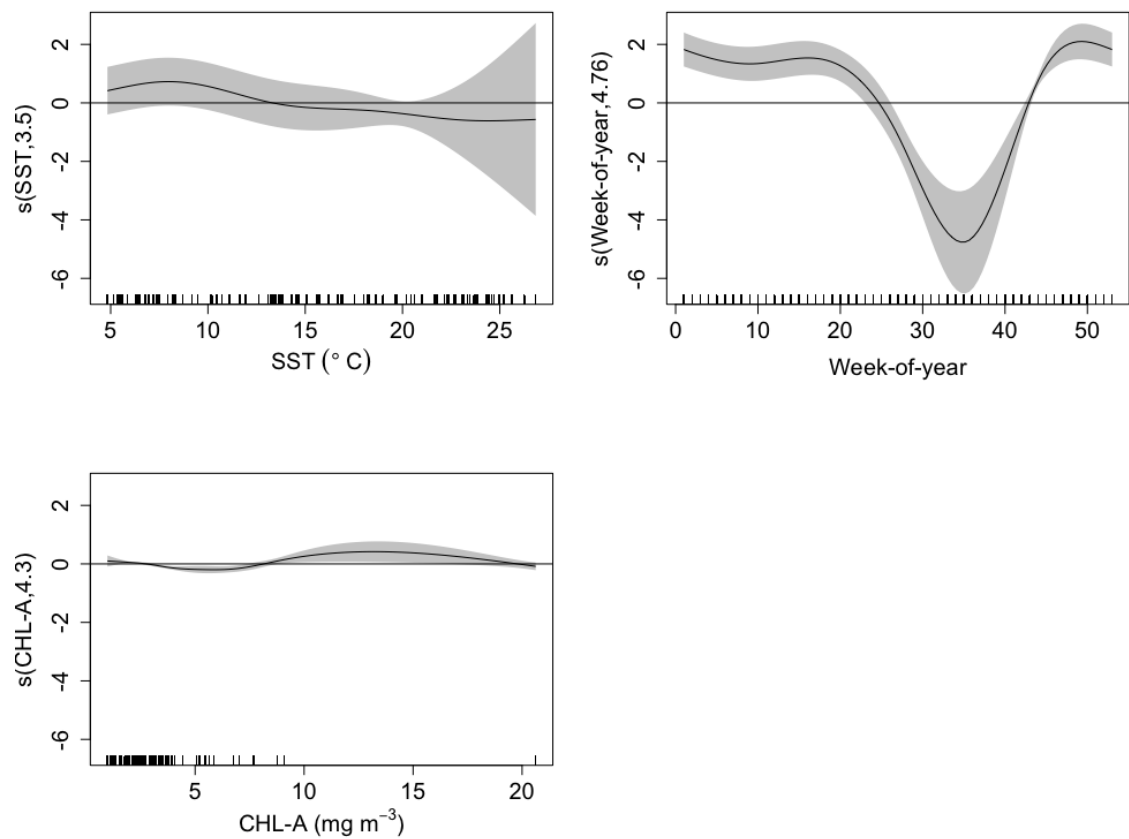 s(SST,3.5)
2
0
-2
-4
-6
5 10 15 20 25
SST (° C)
s(Week-of-year,4.76)
2
0
-2
-4
-6
0 10 20 30 40 50
Week-of-year
s(CHL-A,4.3)
2
0
-2
-4
-6
5 10 15 20
CHL-A (mg m⁻³)